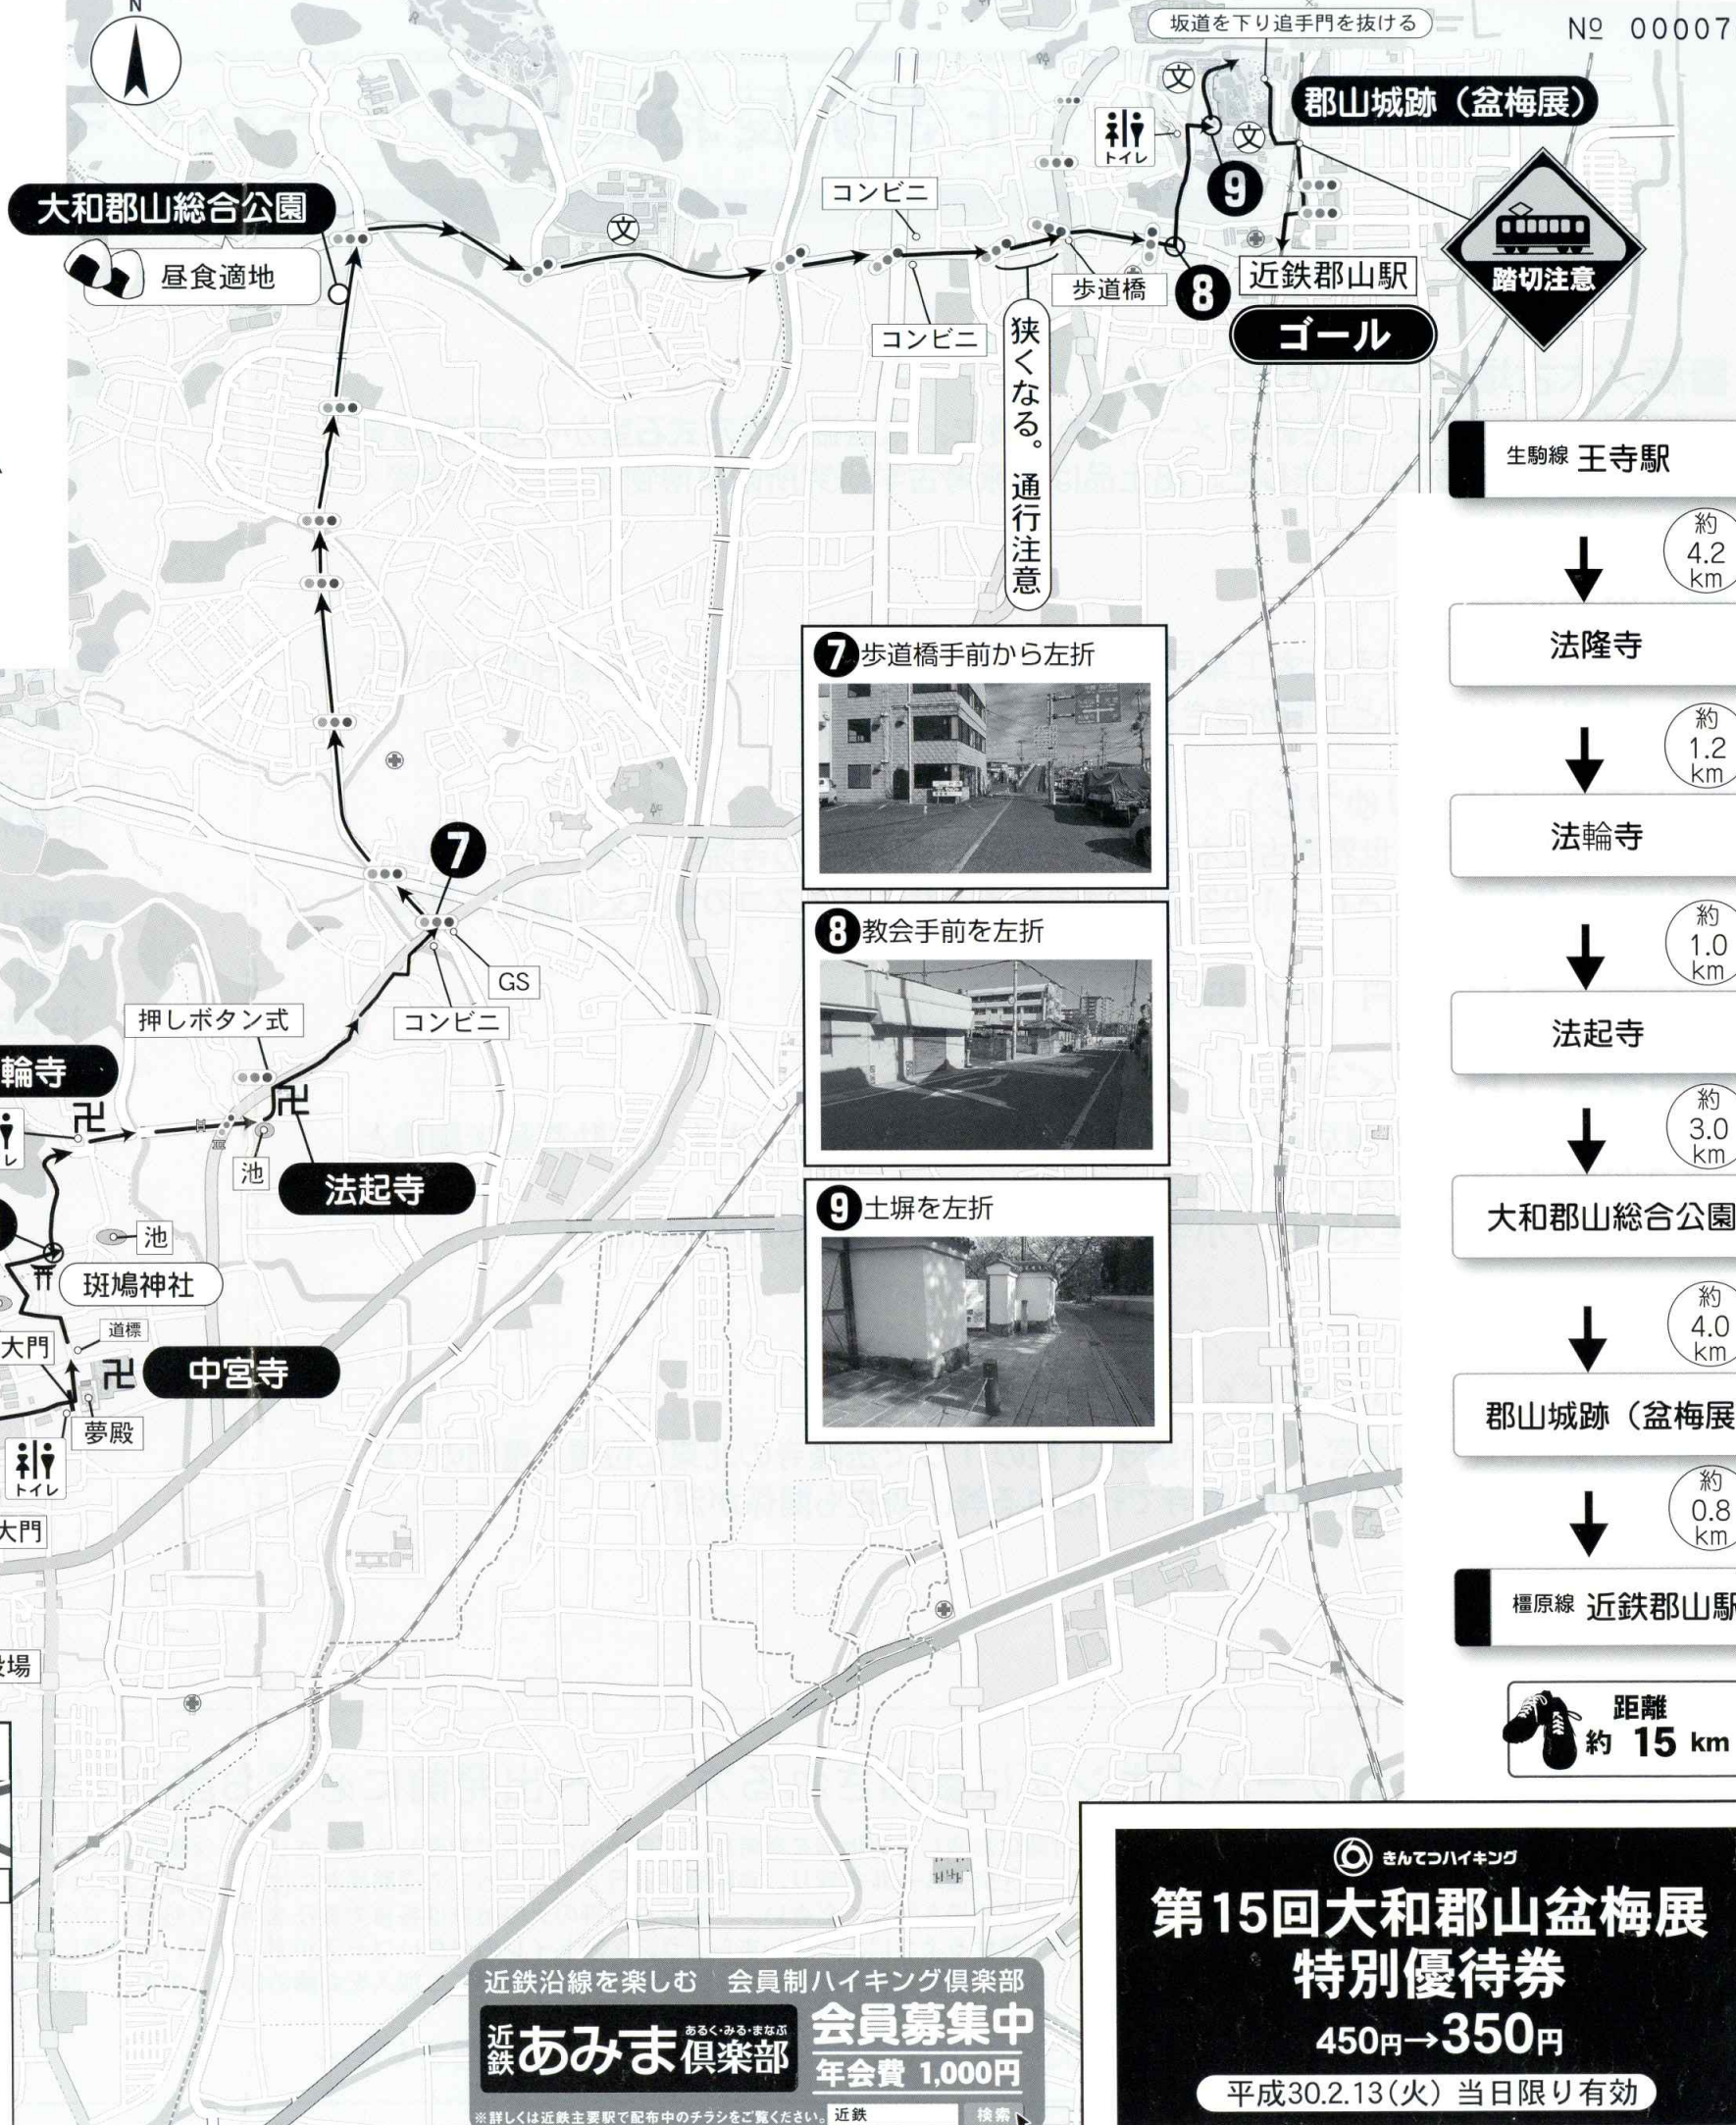 N
坂道を下り追手門を抜ける
№ 00007
郡山城跡（盆梅展）
文
文
トイレ
9
大和郡山総合公園
昼食適地
文
コンビニ
コンビニ
歩道橋
8
近鉄郡山駅
ゴール
踏切注意
狭くなる。 通行注意
7
GS
コンビニ
押しボタン式
輪寺
池
法起寺
池
斑鳩神社
大門
道標
中宮寺
夢殿
トイレ
大門
役場
7 歩道橋手前から左折
8 教会手前を左折
9 土塀を左折
生駒線 王寺駅
約
4.2
km
法隆寺
約
1.2
km
法輪寺
約
1.0
km
法起寺
約
3.0
km
大和郡山総合公園
約
4.0
km
郡山城跡（盆梅展
約
0.8
km
橿原線 近鉄郡山駅
距離
約 15 km
きんてつハイキング
第15回大和郡山盆梅展
特別優待券
450円→350円
平成30.2.13(火) 当日限り有効
近鉄沿線を楽しむ 会員制ハイキング倶楽部
近鉄あみま倶楽部
あるく・みる・まなぶ
会員募集中
年会費 1,000円
※詳しくは近鉄主要駅で配布中のチラシをご覧ください。
近鉄 検索